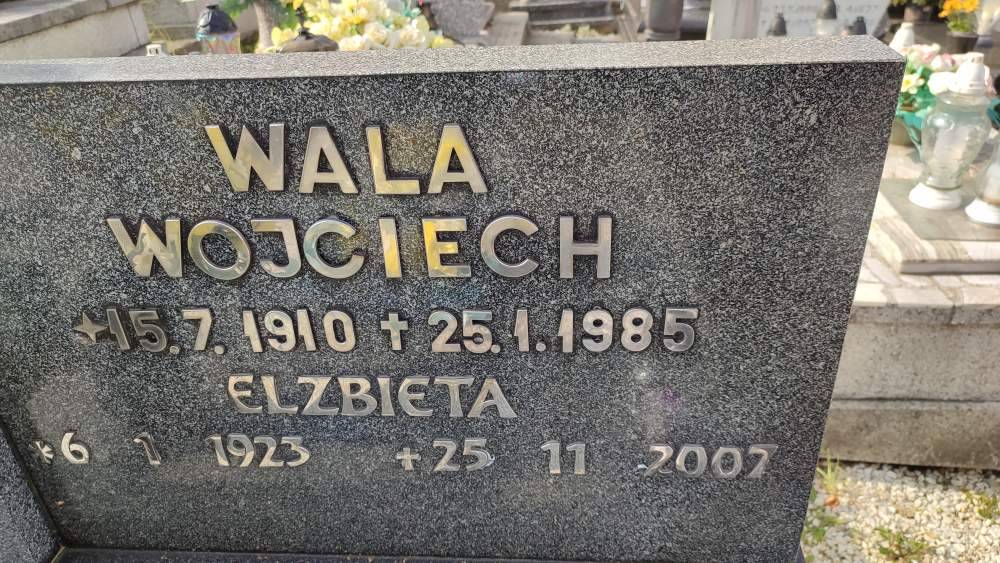 WALA
WOJCIECH
*15.7.1910 +25.1.1985
ELZBIETA
*6 1 1923 +25 11 2007